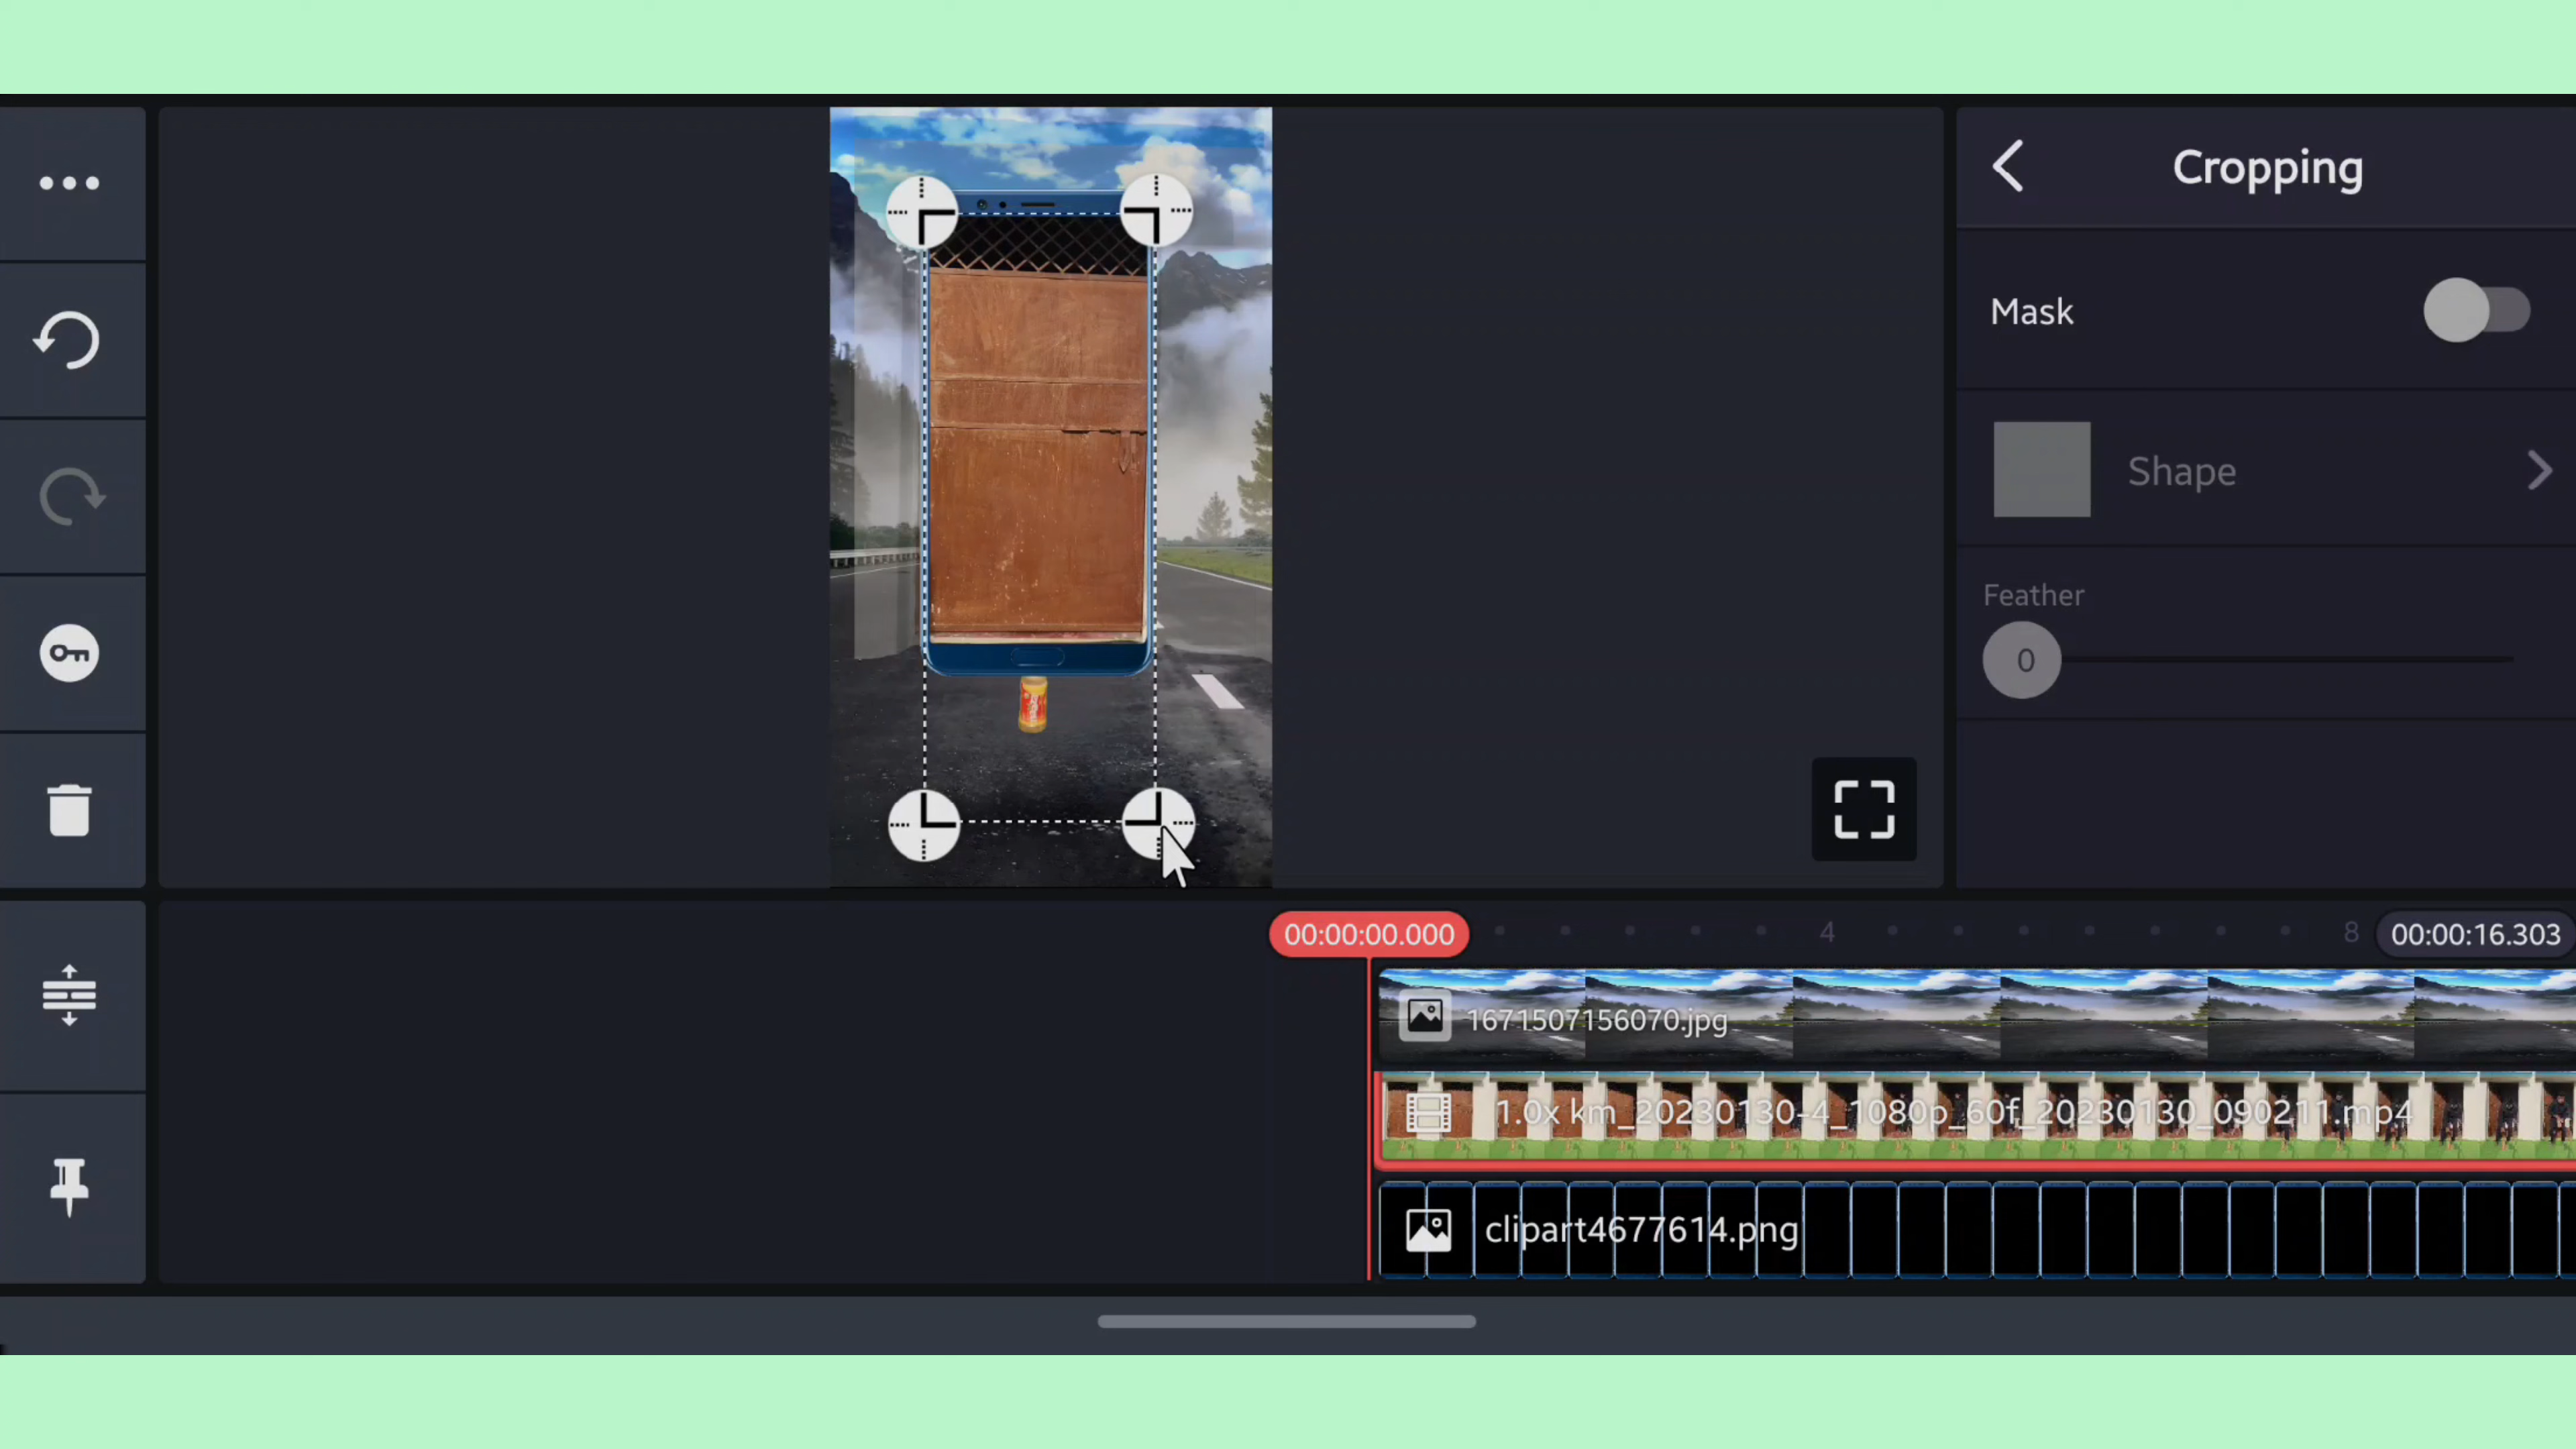 Cropping
Mask
Shape
Feather
0
00:00:00.000
4
8
00:00:16.303
1671507156070.jpg
1.0x km_20230130-4_1080p_60f_20230130_090211.mp4
clipart4677614.png